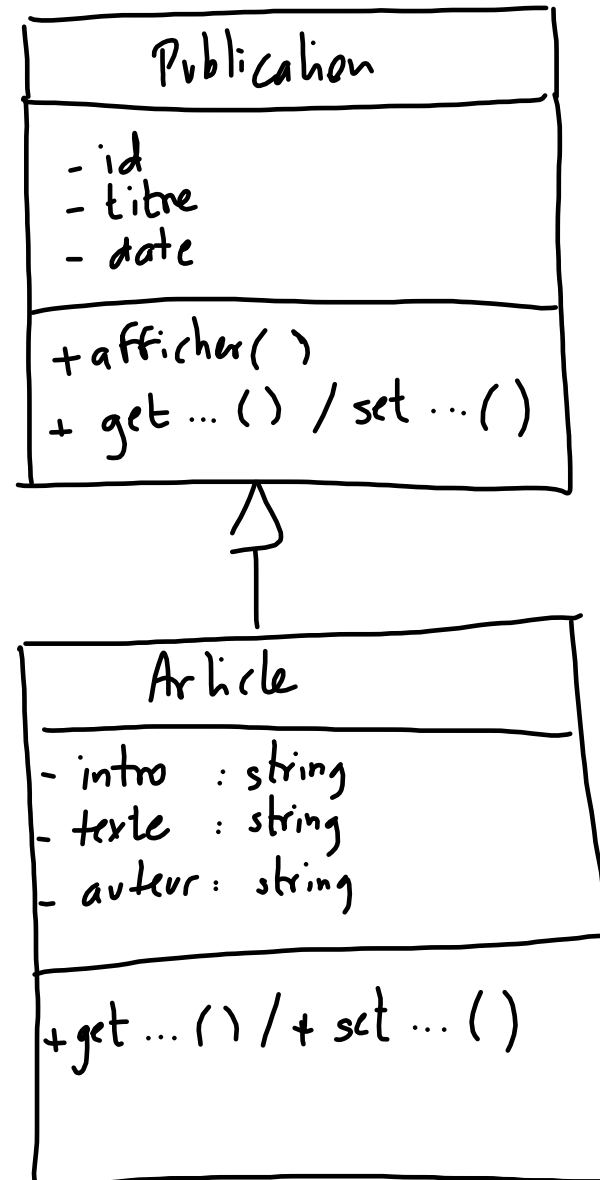 Publication
- id
- titre
- date
+ afficher( )
+ get ... ( ) / set ... ( )
Article
- intro : string
- texte : string
- auteur : string
+ get ... ( ) / + set ... ( )